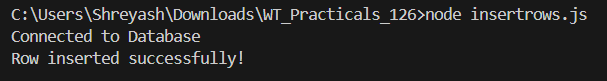 C:\Users\Shreyash\Downloads\WT_Practicals_126>node insertrows.js
Connected to Database
Row inserted successfully!